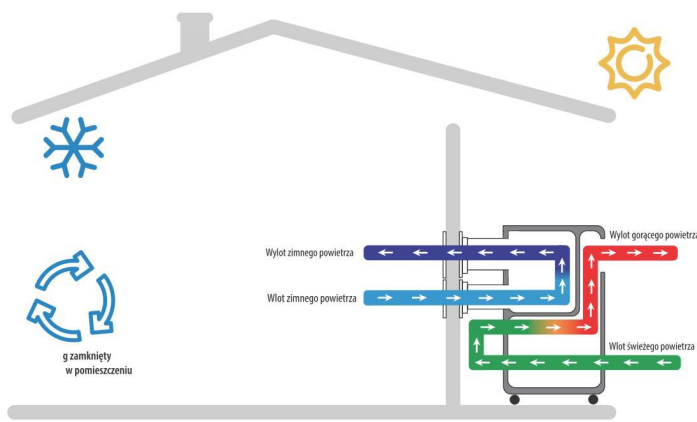 Wylot zimnego powietrza
Wylot gorącego powietrza
Wlot zimnego powietrza
Wlot świeżego powietrza
g zamknięty
w pomieszczeniu